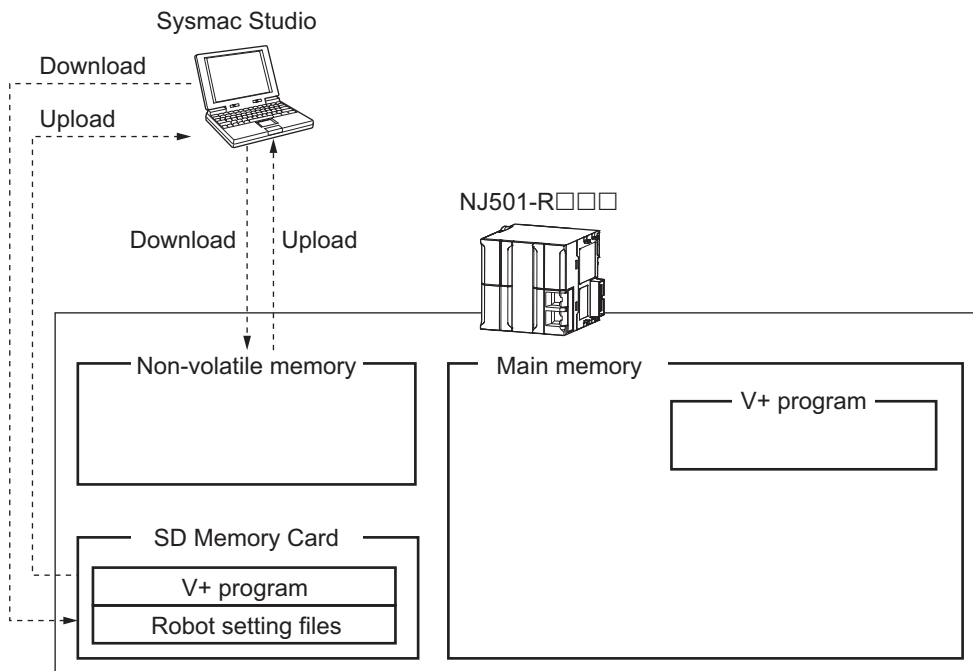 Sysmac Studio
Download
Upload
NJ501-R□□□
Download
Upload
Non-volatile memory
Main memory
V+ program
SD Memory Card
V+ program
Robot setting files